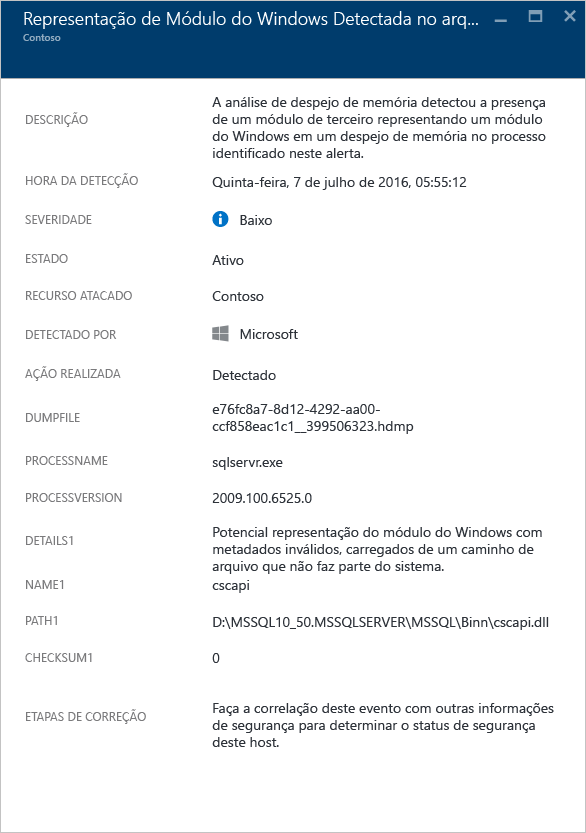 Representação de Módulo do Windows Detectada no arq...
Contoso
DESCRIÇÃO
A análise de despejo de memória detectou a presença
de um módulo de terceiro representando um módulo
do Windows em um despejo de memória no processo
identificado neste alerta.
HORA DA DETECÇÃO
Quinta-feira, 7 de julho de 2016, 05:55:12
SEVERIDADE
Baixo
ESTADO
Ativo
RECURSO ATACADO
Contoso
DETECTADO POR
Microsoft
AÇÃO REALIZADA
Detectado
DUMPFILE
e76fc8a7-8d12-4292-aa00-
ccf858eac1c1__399506323.hdmp
PROCESSNAME
sqlservr.exe
PROCESSVERSION
2009.100.6525.0
DETAILS1
Potencial representação do módulo do Windows com
metadados inválidos, carregados de um caminho de
arquivo que não faz parte do sistema.
NAME1
cscapi
PATH1
D:\MSSQL10_50.MSSQLSERVER\MSSQL\Binn\cscapi.dll
CHECKSUM1
0
ETAPAS DE CORREÇÃO
Faça a correlação deste evento com outras informações
de segurança para determinar o status de segurança
deste host.